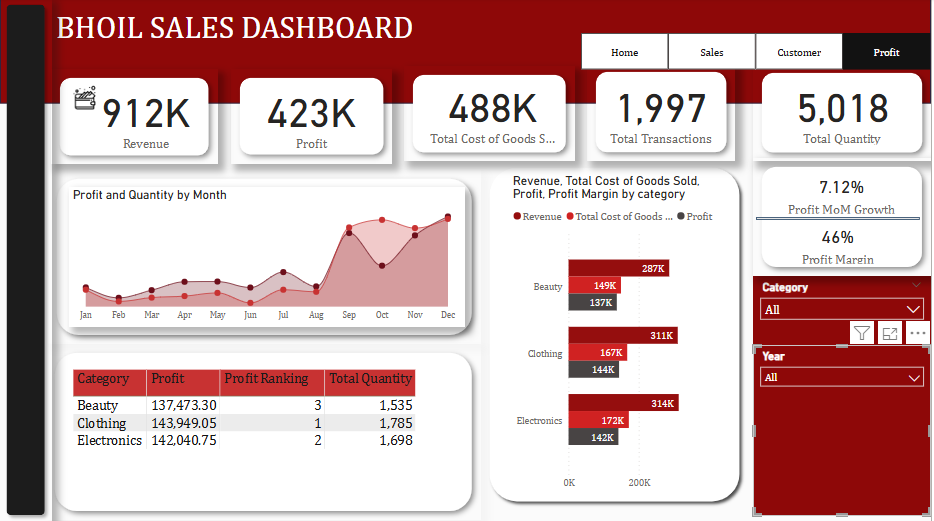 BHOIL SALES DASHBOARD
Home
Sales
Customer
Profit
912K
Revenue
423K
Profit
488K
Total Cost of Goods S...
1,997
Total Transactions
5,018
Total Quantity
Profit and Quantity by Month
Jan Feb Mar Apr May Jun Jul Aug Sep Oct Nov Dec
Revenue, Total Cost of Goods Sold,
Profit, Profit Margin by category
Revenue Total Cost of Goods ... Profit
Beauty
287K
149K
137K
Clothing
311K
167K
144K
Electronics
314K
172K
142K
0K 200K
7.12%
Profit MoM Growth
46%
Profit Margin
Category
All
Year
All
Category Profit Profit Ranking Total Quantity
Beauty 137,473.30 3 1,535
Clothing 143,949.05 1 1,785
Electronics 142,040.75 2 1,698